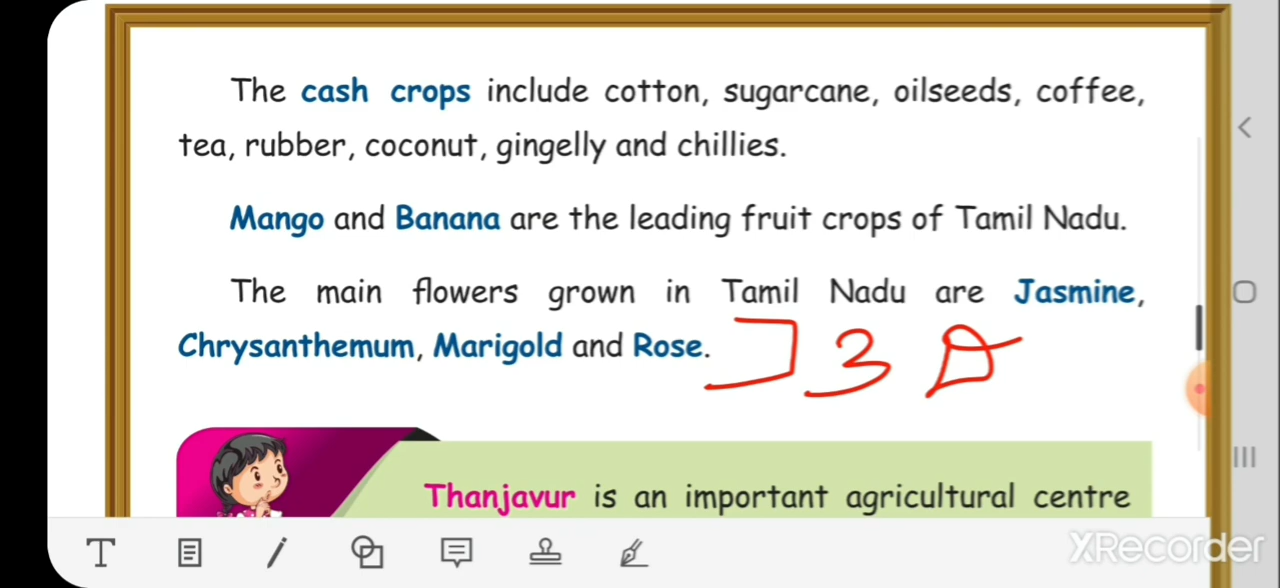 The cash crops include cotton, sugarcane, oilseeds, coffee,
tea, rubber, coconut, gingelly and chillies.
Mango and Banana are the leading fruit crops of Tamil Nadu.
The main flowers grown in Tamil Nadu are Jasmine,
Chrysanthemum, Marigold and Rose.
Thanjavur is an important agricultural centre
XRecorder